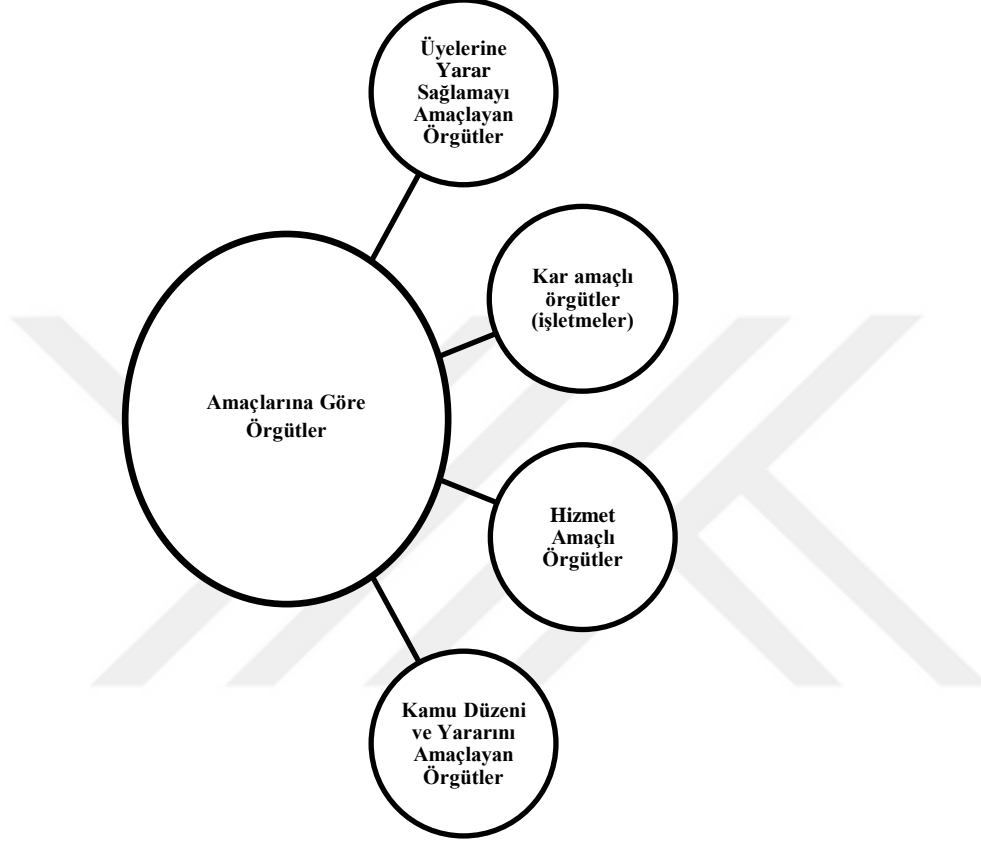 Üyelerine
Yarar
Sağlamayı
Amaçlayan
Örgütler
Kar amaçlı
örgütler
(işletmeler)
Amaçlarına Göre
Örgütler
Hizmet
Amaçlı
Örgütler
Kamu Düzeni
ve Yararını
Amaçlayan
Örgütler